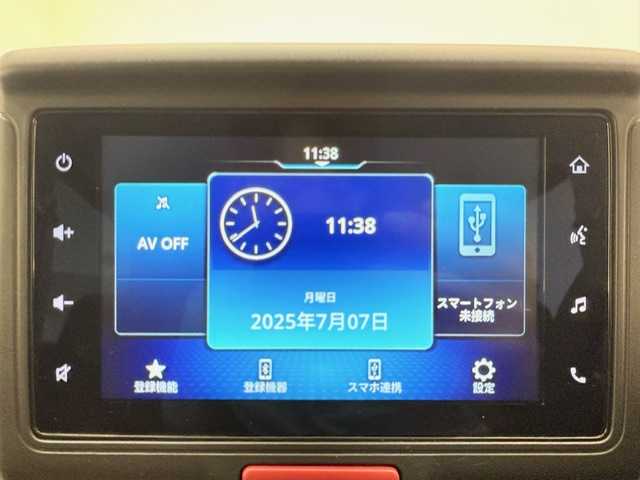 11:38
AV OFF
11:38
月曜日
2025年7月07日
スマートフォン
未接続
登録機能
登録機器
スマホ連携
設定